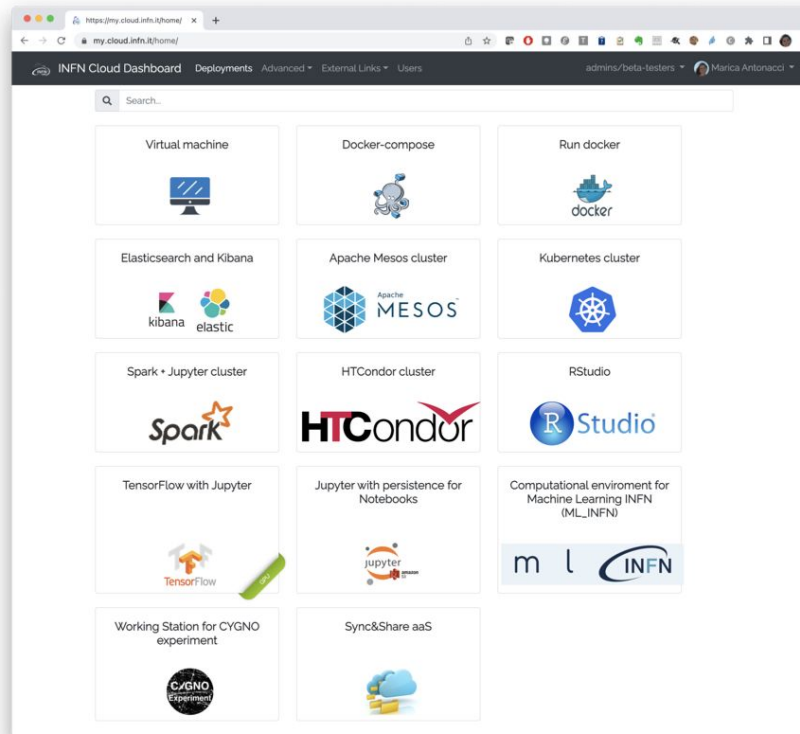 https://my.cloud.infn.it/home/
my.cloud.infn.it/home/
INFN Cloud Dashboard Deployments Advanced External Links Users admins/beta-testers Marica Antonacci
Search...
Virtual machine
Docker-compose
Run docker
docker
Elasticsearch and Kibana
Apache Mesos cluster
Kubernetes cluster
kibana
elastic
Apache
MESOS
Spark + Jupyter cluster
HTCondor cluster
RStudio
Spark
HTCondor
R Studio
TensorFlow with Jupyter
Jupyter with persistence for
Notebooks
Computational enviroment for
Machine Learning INFN
(ML_INFN)
TensorFlow
GPU
jupyter
amazon
m l INFN
Working Station for CYGNO
experiment
Sync&Share aaS
CYGNO
Experiment